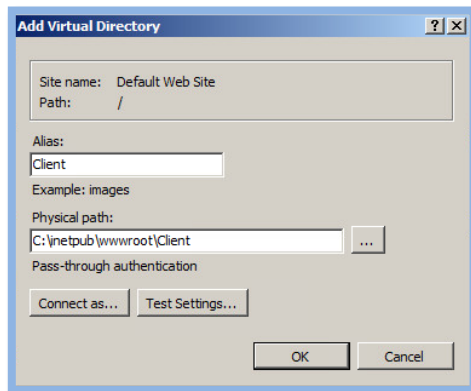 Add Virtual Directory
Site name: Default Web Site
Path: /
Alias:
Client
Example: images
Physical path:
C:\inetpub\wwwroot\Client
...
Pass-through authentication
Connect as... Test Settings...
OK Cancel